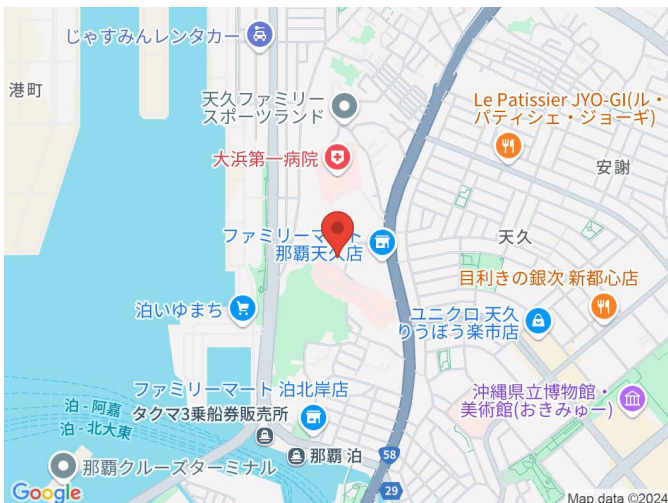 じゃすみんレンタカー
港町
天久ファミリー
スポーツランド
Le Patissier JYO-GI(ル・
パティシェ・ジョーギ)
大浜第一病院
安謝
ファミリーマート
那覇天久店
天久
目利きの銀次 新都心店
泊いゆまち
ユニクロ 天久
りうぼう楽市店
ファミリーマート 泊北岸店
沖縄県立博物館・
美術館(おきみゅー)
泊 - 阿嘉
タクマ3乗船券販売所
泊 - 北大東
那覇 泊
58
那覇クルーズターミナル
29
Google
Map data ©2024